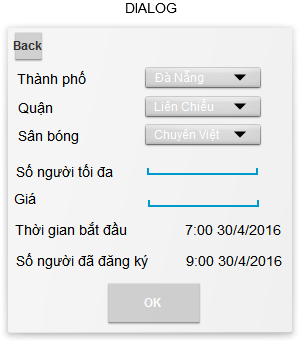 DIALOG
Back
Thành phố Đà Nẵng
Quận Liên Chiểu
Sân bóng Chuyên Việt
Số người tối đa
Giá
Thời gian bắt đầu 7:00 30/4/2016
Số người đã đăng ký 9:00 30/4/2016
OK